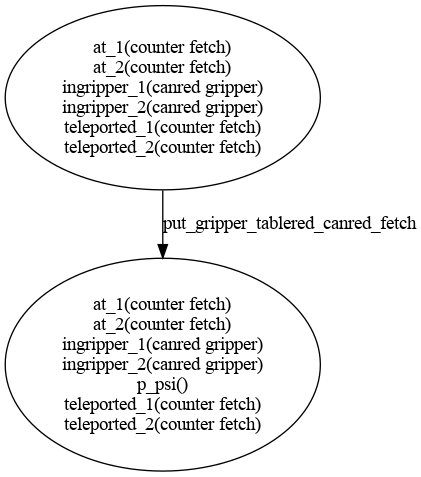 at_1(counter fetch)
at_2(counter fetch)
ingripper_1(canred gripper)
ingripper_2(canred gripper)
teleported_1(counter fetch)
teleported_2(counter fetch)
put_gripper_tablered_canred_fetch
at_1(counter fetch)
at_2(counter fetch)
ingripper_1(canred gripper)
ingripper_2(canred gripper)
p_psi()
teleported_1(counter fetch)
teleported_2(counter fetch)